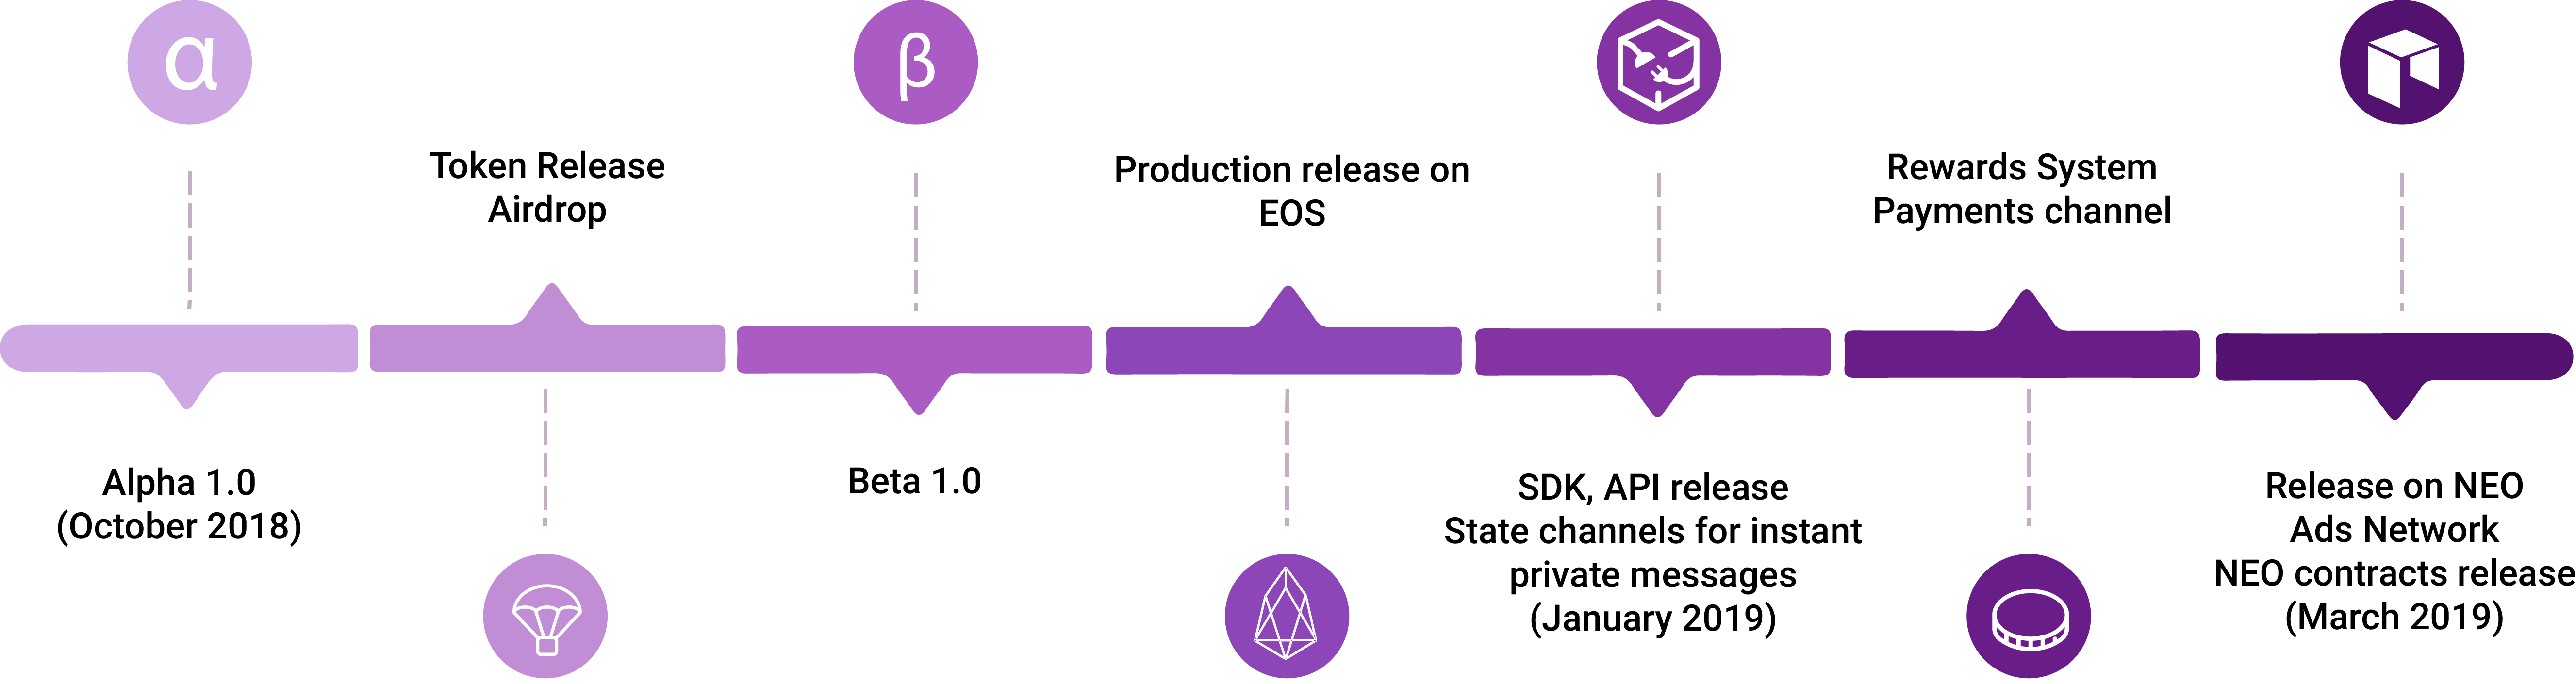 α
Token Release
Airdrop
β
Production release on
EOS
Rewards System
Payments channel
Alpha 1.0
(October 2018)
Beta 1.0
SDK, API release
State channels for instant
private messages
(January 2019)
Release on NEO
Ads Network
NEO contracts release
(March 2019)